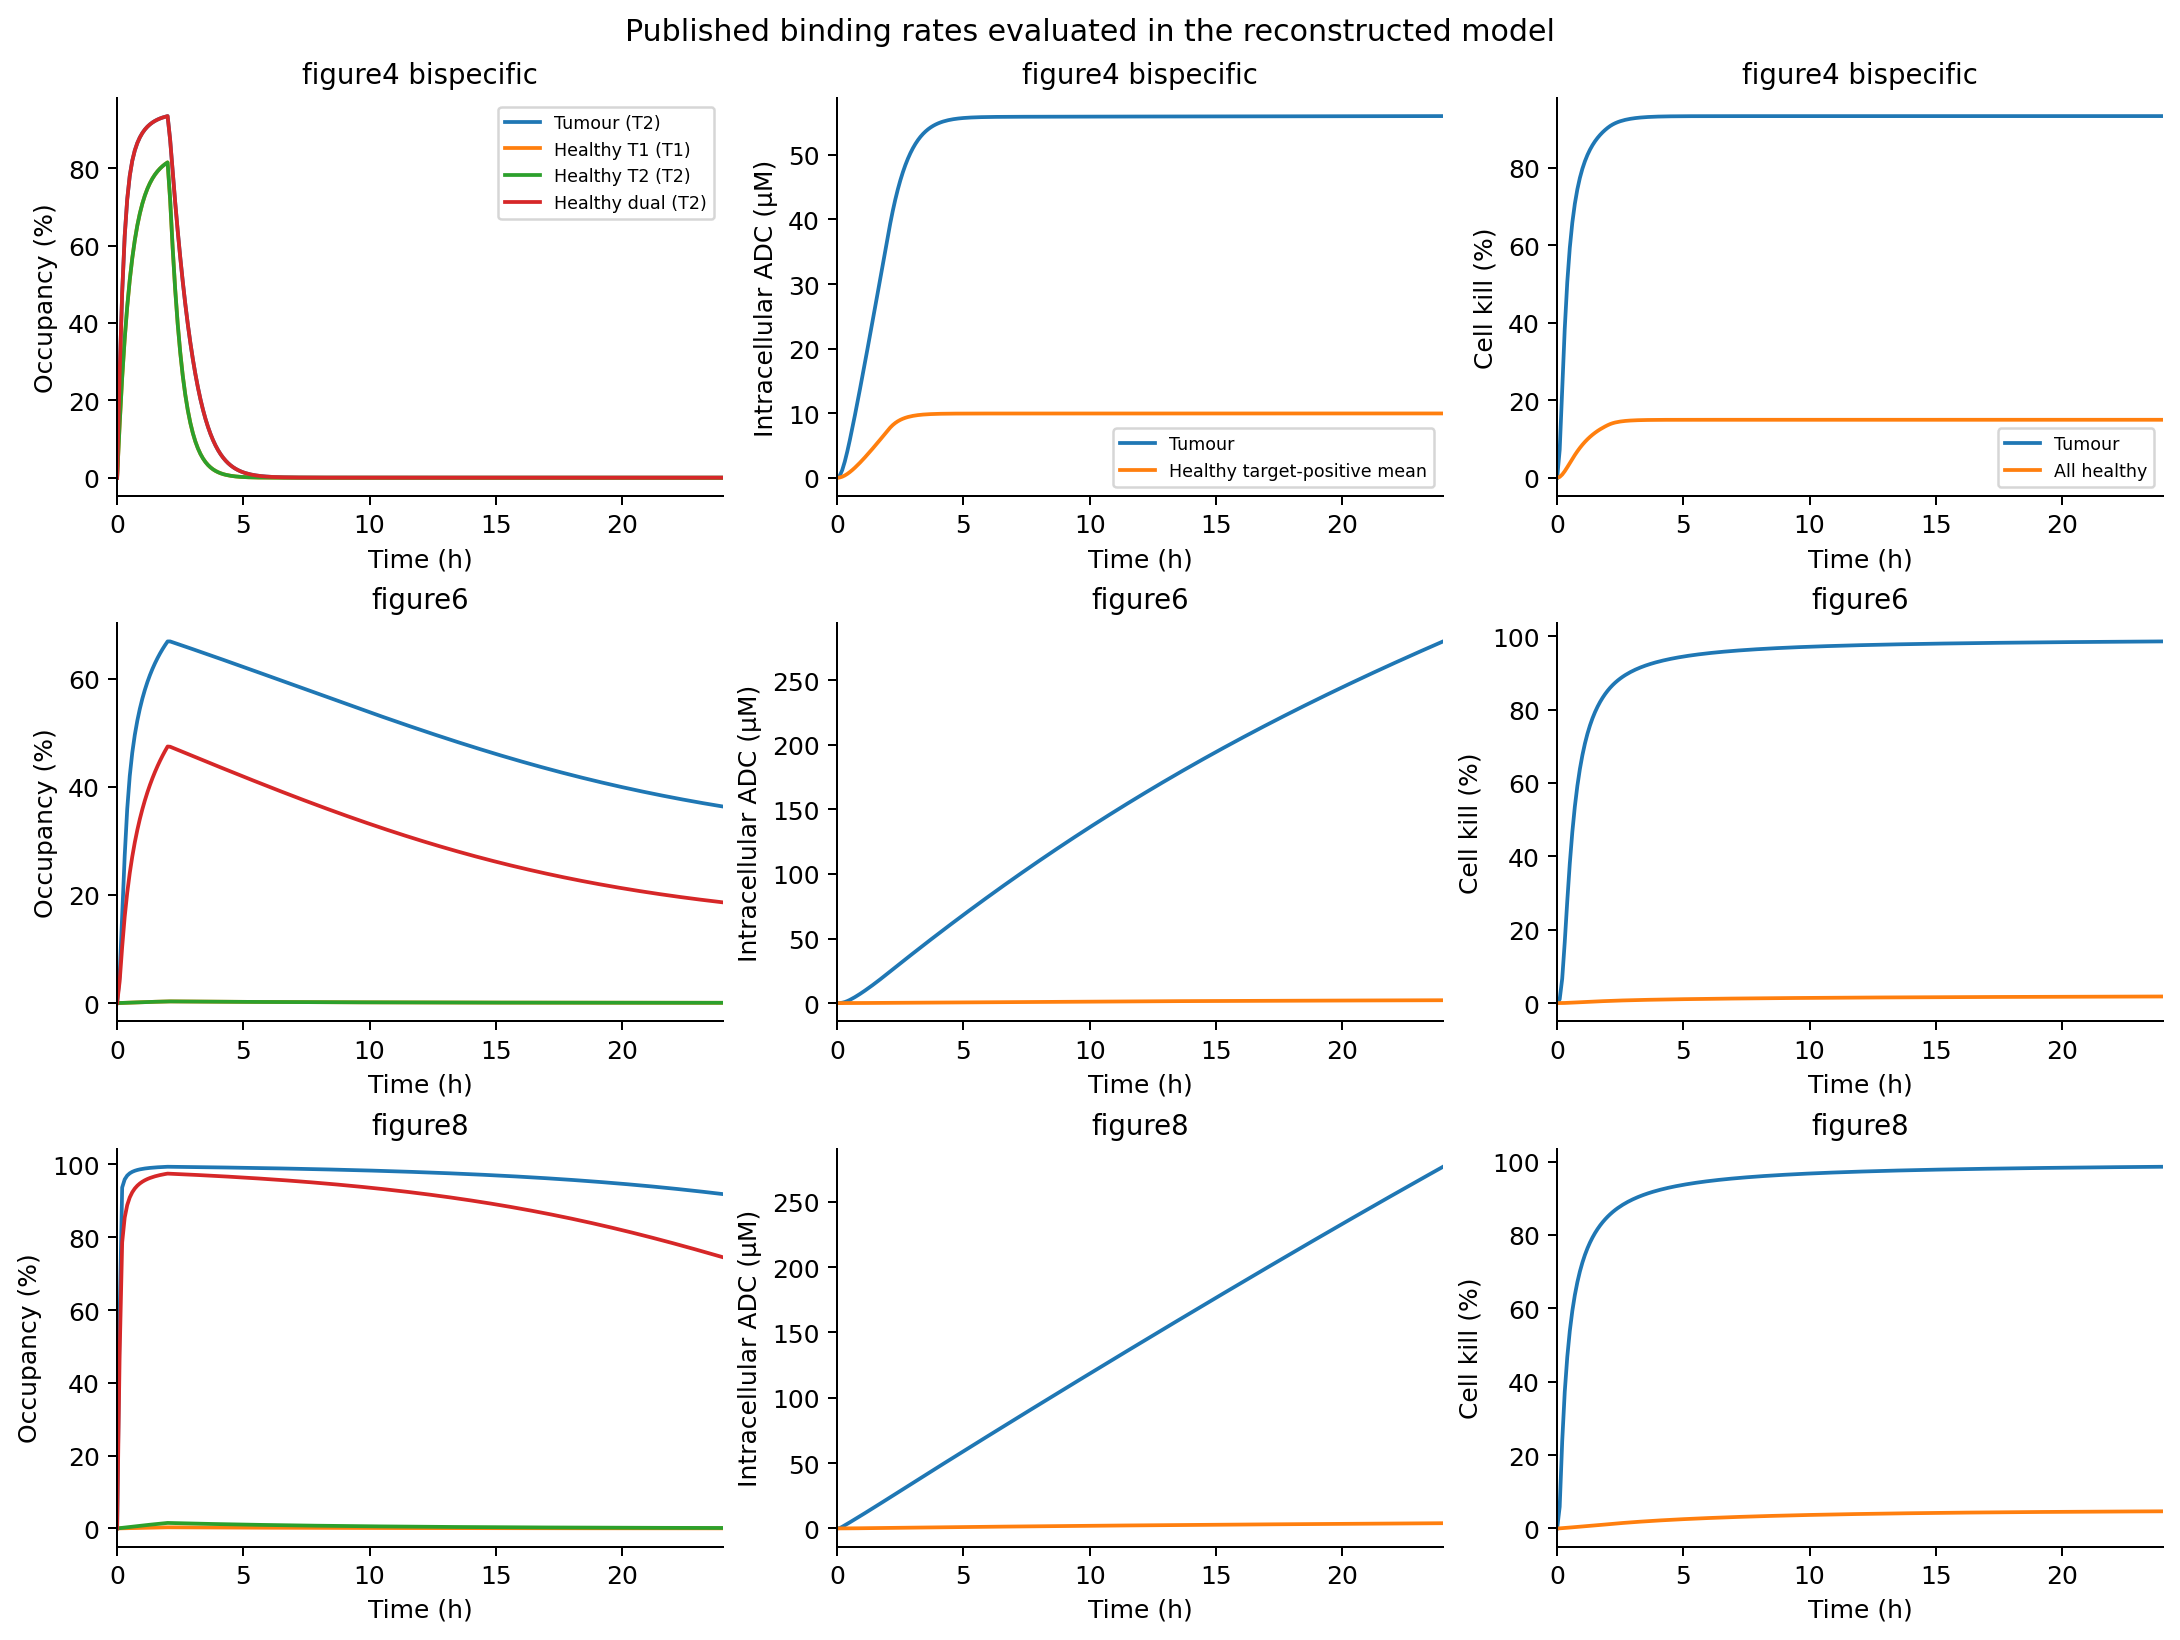 Published binding rates evaluated in the reconstructed model
figure4 bispecific
Occupancy (%)
80
60
40
20
0
Tumour (T2)
Healthy T1 (T1)
Healthy T2 (T2)
Healthy dual (T2)
0 5 10 15 20
Time (h)
figure4 bispecific
Intracellular ADC (µM)
50
40
30
20
10
0
Tumour
Healthy target-positive mean
0 5 10 15 20
Time (h)
figure4 bispecific
Cell kill (%)
80
60
40
20
0
Tumour
All healthy
0 5 10 15 20
Time (h)
figure6
Occupancy (%)
60
40
20
0
0 5 10 15 20
Time (h)
figure6
Intracellular ADC (µM)
250
200
150
100
50
0
0 5 10 15 20
Time (h)
figure6
Cell kill (%)
100
80
60
40
20
0
0 5 10 15 20
Time (h)
figure8
Occupancy (%)
100
80
60
40
20
0
0 5 10 15 20
Time (h)
figure8
Intracellular ADC (µM)
250
200
150
100
50
0
0 5 10 15 20
Time (h)
figure8
Cell kill (%)
100
80
60
40
20
0
0 5 10 15 20
Time (h)